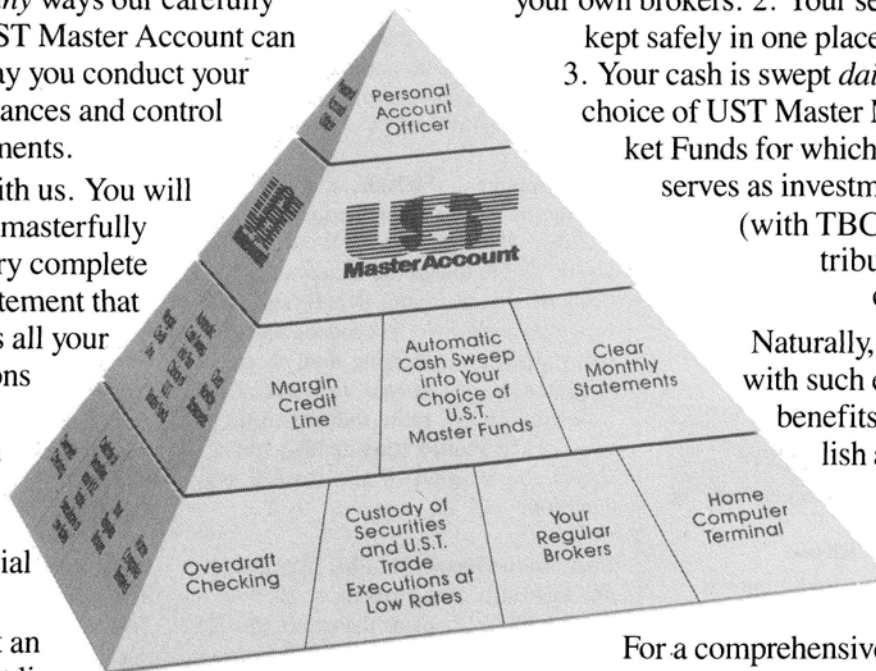 ny ways our carefully
ST Master Account can
ay you conduct your
ances and control
ments.
ith us. You will
masterfully
ry complete
tement that
s all your
ons
ial
t an
your own brokers. 2. Your se
kept safely in one place
3. Your cash is swept dai
choice of UST Master M
ket Funds for which
serves as investm
(with TBC
tribu
Naturally,
with such e
benefits
lish a
For a comprehensive
Personal
Account
Officer
UST
MasterAccount
Margin
Credit
Line
Automatic
Cash Sweep
into Your
Choice of
U.S.T.
Master Funds
Clear
Monthly
Statements
Overdraft
Checking
Custody of
Securities
and U.S.T.
Trade
Executions at
Low Rates
Your
Regular
Brokers
Home
Computer
Terminal